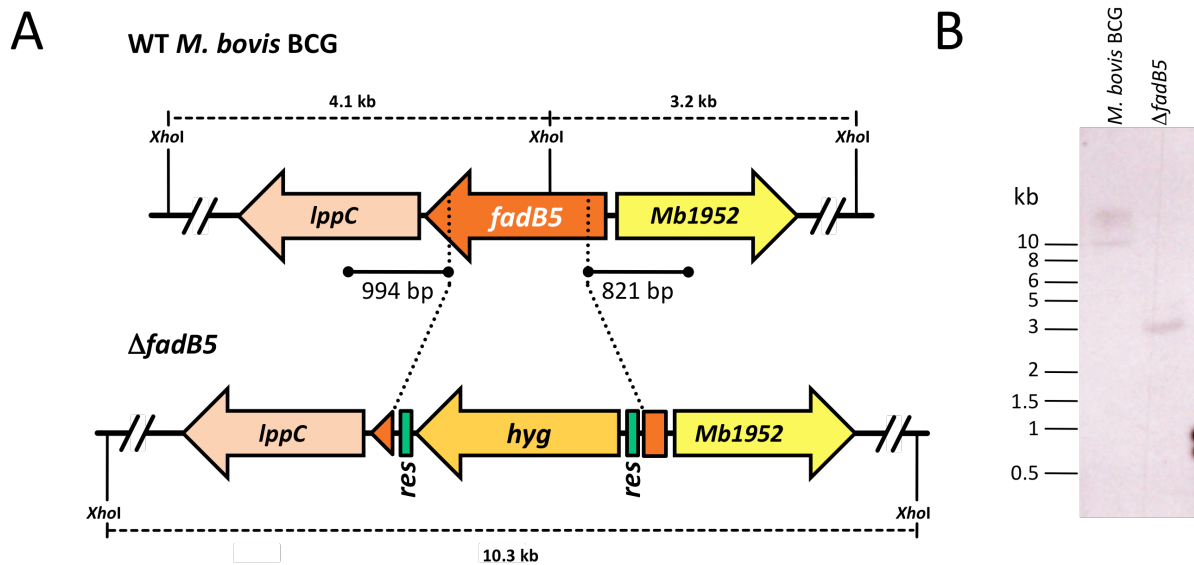 A
WT M. bovis BCG
4.1 kb
3.2 kb
XhoI
XhoI
XhoI
lppC
fadB5
Mb1952
994 bp
821 bp
ΔfadB5
lppC
res
hyg
res
Mb1952
XhoI
XhoI
10.3 kb
B
M. bovis BCG
ΔfadB5
kb
10
8
6
5
3
2
1.5
1
0.5